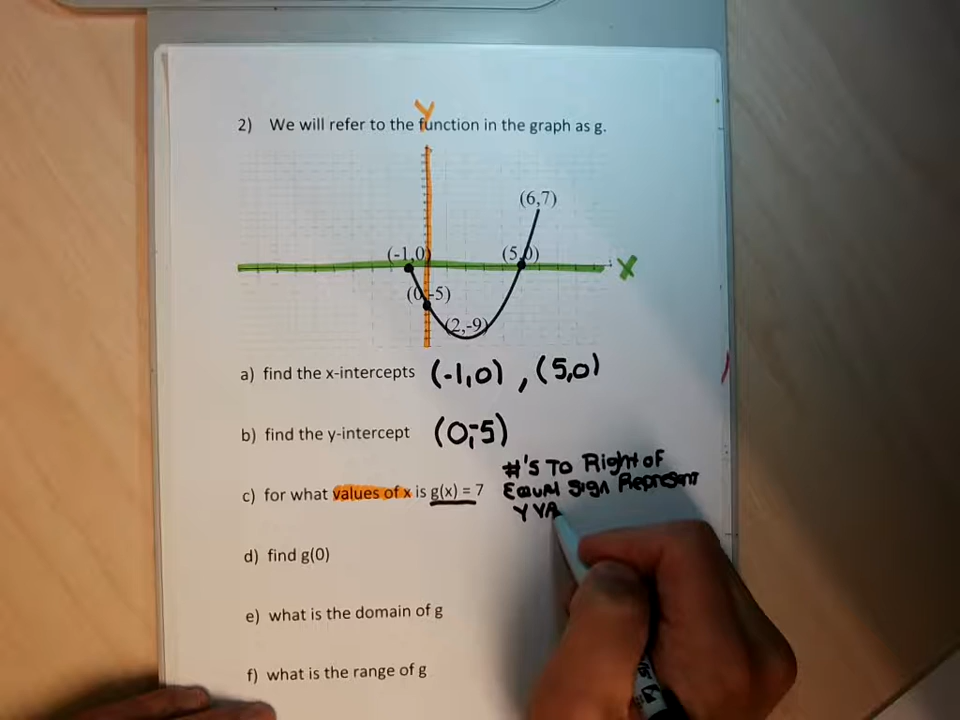 Y
2) We will refer to the function in the graph as g.
(6,7)
(-1,0) (5,0)
X
(0,-5)
(2,-9)
a) find the x-intercepts (-1,0) , (5,0)
b) find the y-intercept (0,-5)
#'s To Right of
c) for what values of x is g(x) = 7 Equal Sign Represent
Y VA
d) find g(0)
e) what is the domain of g
f) what is the range of g